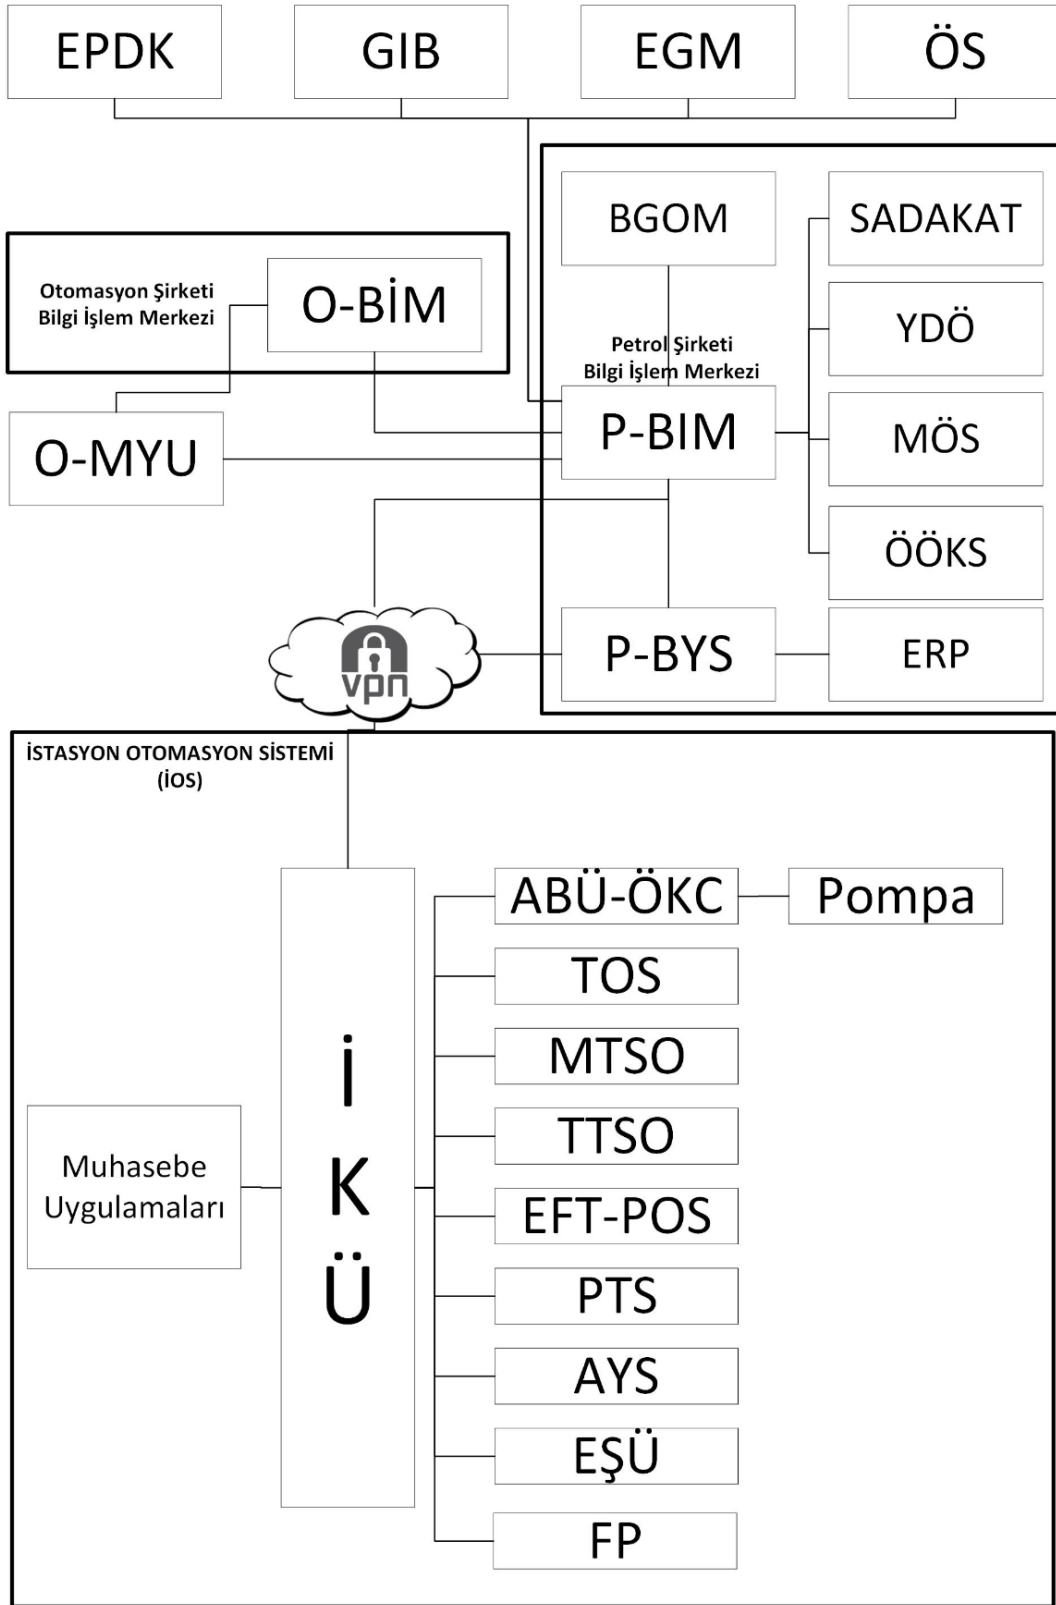 EPDK
GIB
EGM
ÖS
BGOM
SADAKAT
Otomasyon Şirketi
Bilgi İşlem Merkezi
O-BİM
YDÖ
Petrol Şirketi
Bilgi İşlem Merkezi
P-BIM
O-MYU
MÖS
ÖÖKS
vpn
P-BYS
ERP
İSTASYON OTOMASYON SİSTEMİ
(İOS)
ABÜ-ÖKC
Pompa
TOS
MTSO
TTSO
EFT-POS
PTS
AYS
EŞÜ
FP
Muhasebe
Uygulamaları
İ
K
Ü